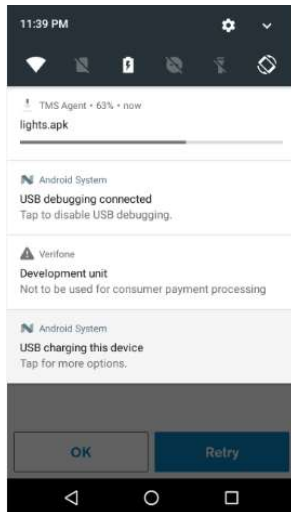 11:39 PM
TMS Agent • 63% • now
lights.apk
Android System
USB debugging connected
Tap to disable USB debugging.
Verifone
Development unit
Not to be used for consumer payment processing
Android System
USB charging this device
Tap for more options.
OK Retry